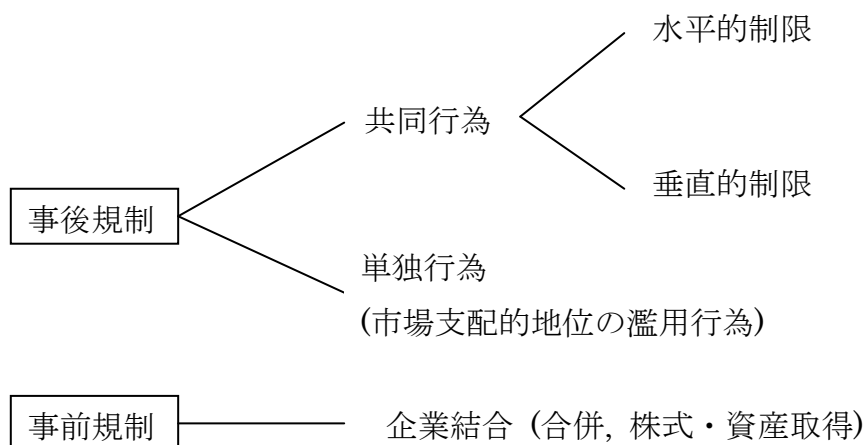 水平的制限
共同行為
垂直的制限
事後規制
単独行為
(市場支配的地位の濫用行為)
事前規制
企業結合 (合併, 株式・資産取得)